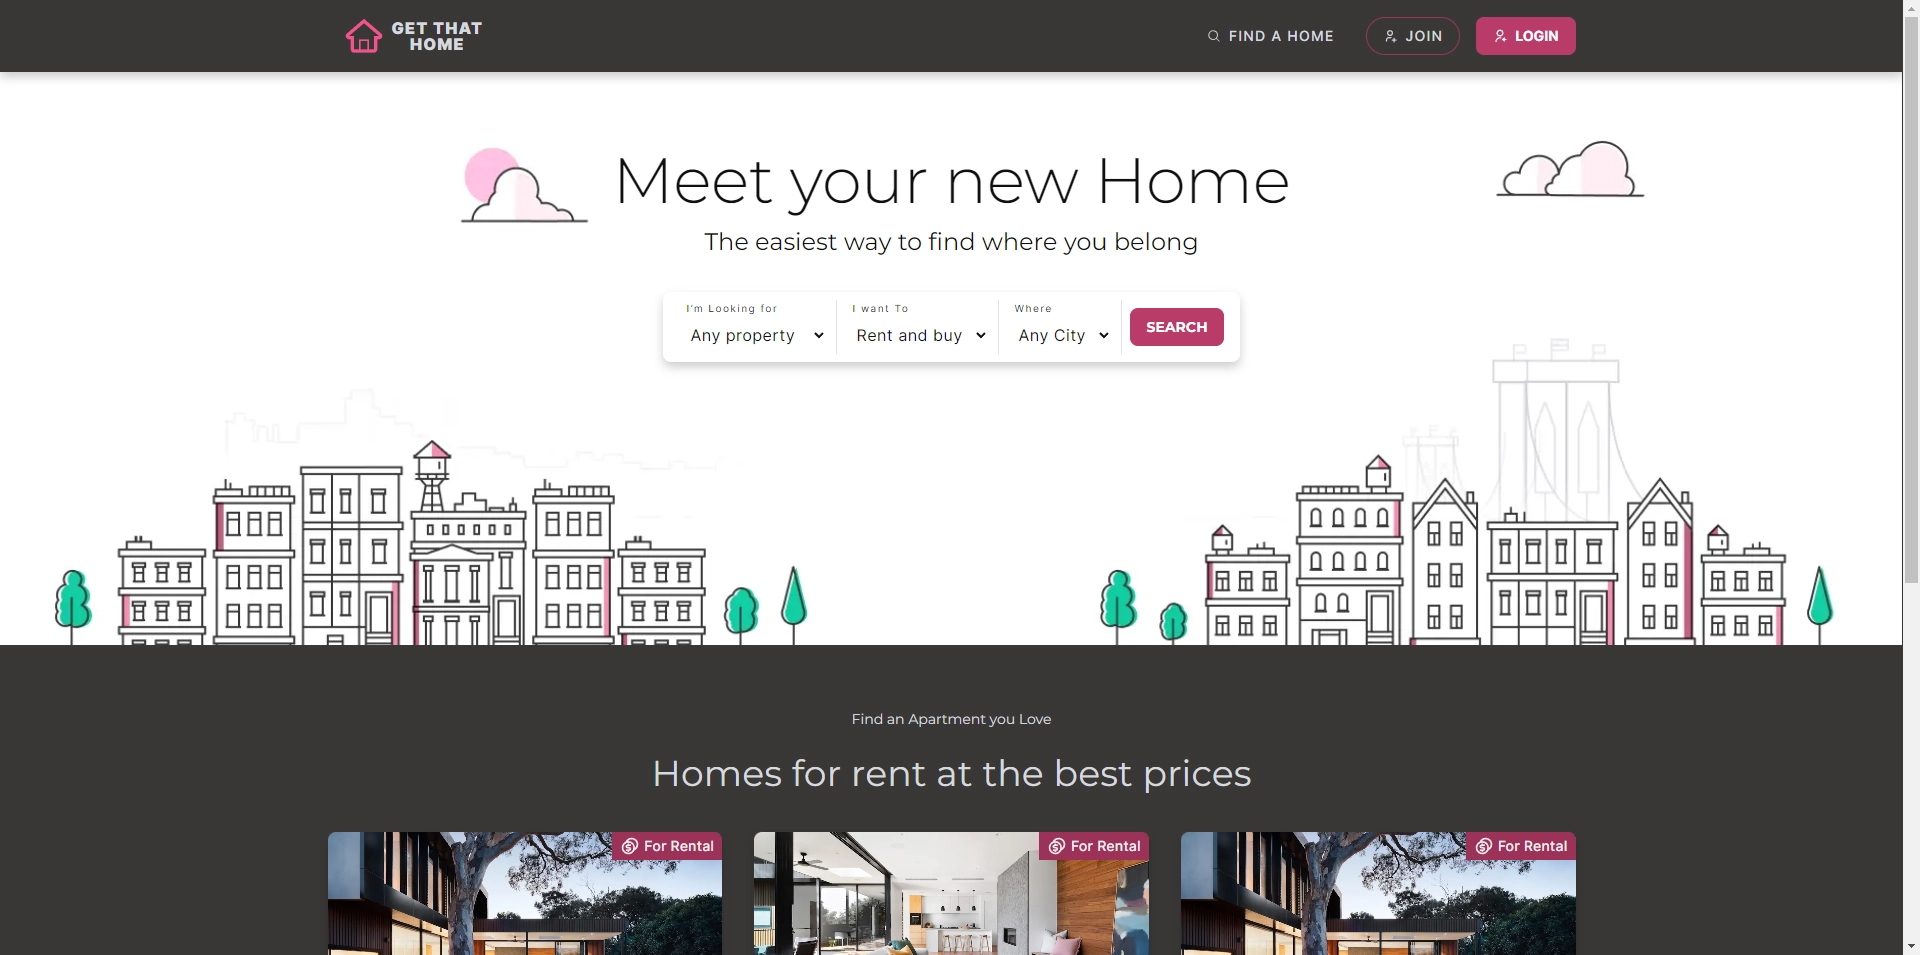 GET THAT
HOME
FIND A HOME
JOIN
LOGIN
Meet your new Home
The easiest way to find where you belong
I'm Looking for
Any property
I want To
Rent and buy
Where
Any City
SEARCH
Find an Apartment you Love
Homes for rent at the best prices
For Rental
For Rental
For Rental